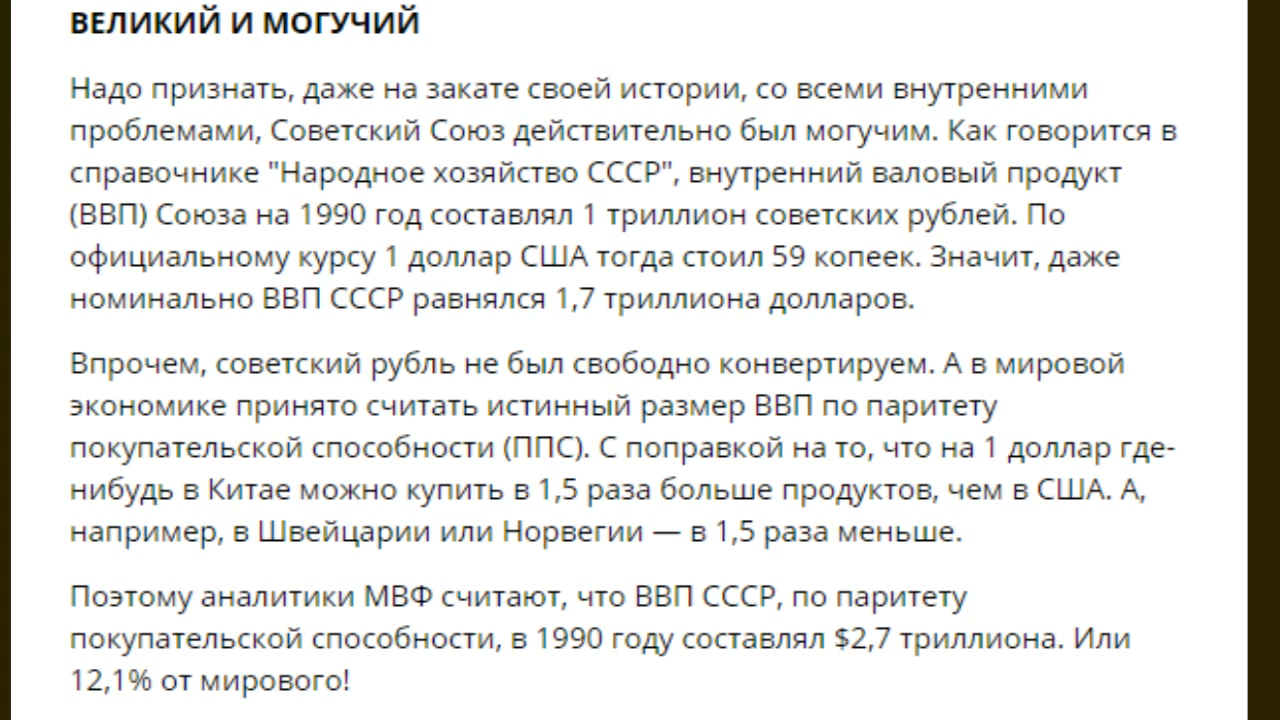 ВЕЛИКИЙ И МОГУЧИЙ
Надо признать, даже на закате своей истории, со всеми внутренними
проблемами, Советский Союз действительно был могучим. Как говорится в
справочнике "Народное хозяйство СССР", внутренний валовый продукт
(ВВП) Союза на 1990 год составлял 1 триллион советских рублей. По
официальному курсу 1 доллар США тогда стоил 59 копеек. Значит, даже
номинально ВВП СССР равнялся 1,7 триллиона долларов.
Впрочем, советский рубль не был свободно конвертируем. А в мировой
экономике принято считать истинный размер ВВП по паритету
покупательской способности (ППС). С поправкой на то, что на 1 доллар где-
нибудь в Китае можно купить в 1,5 раза больше продуктов, чем в США. А,
например, в Швейцарии или Норвегии — в 1,5 раза меньше.
Поэтому аналитики МВФ считают, что ВВП СССР, по паритету
покупательской способности, в 1990 году составлял $2,7 триллиона. Или
12,1% от мирового!